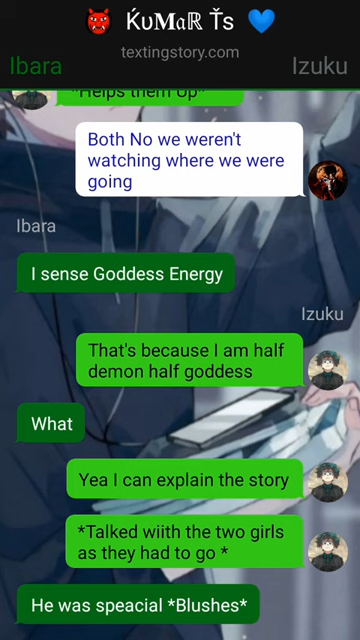 👹 ḰυMαℝ Ťs 💙
textingstory.com
Ibara
Izuku
*Helps them Up*
Both No we weren't
watching where we were
going
Ibara
I sense Goddess Energy
Izuku
That's because I am half
demon half goddess
What
Yea I can explain the story
*Talked wiith the two girls
as they had to go *
He was speacial *Blushes*